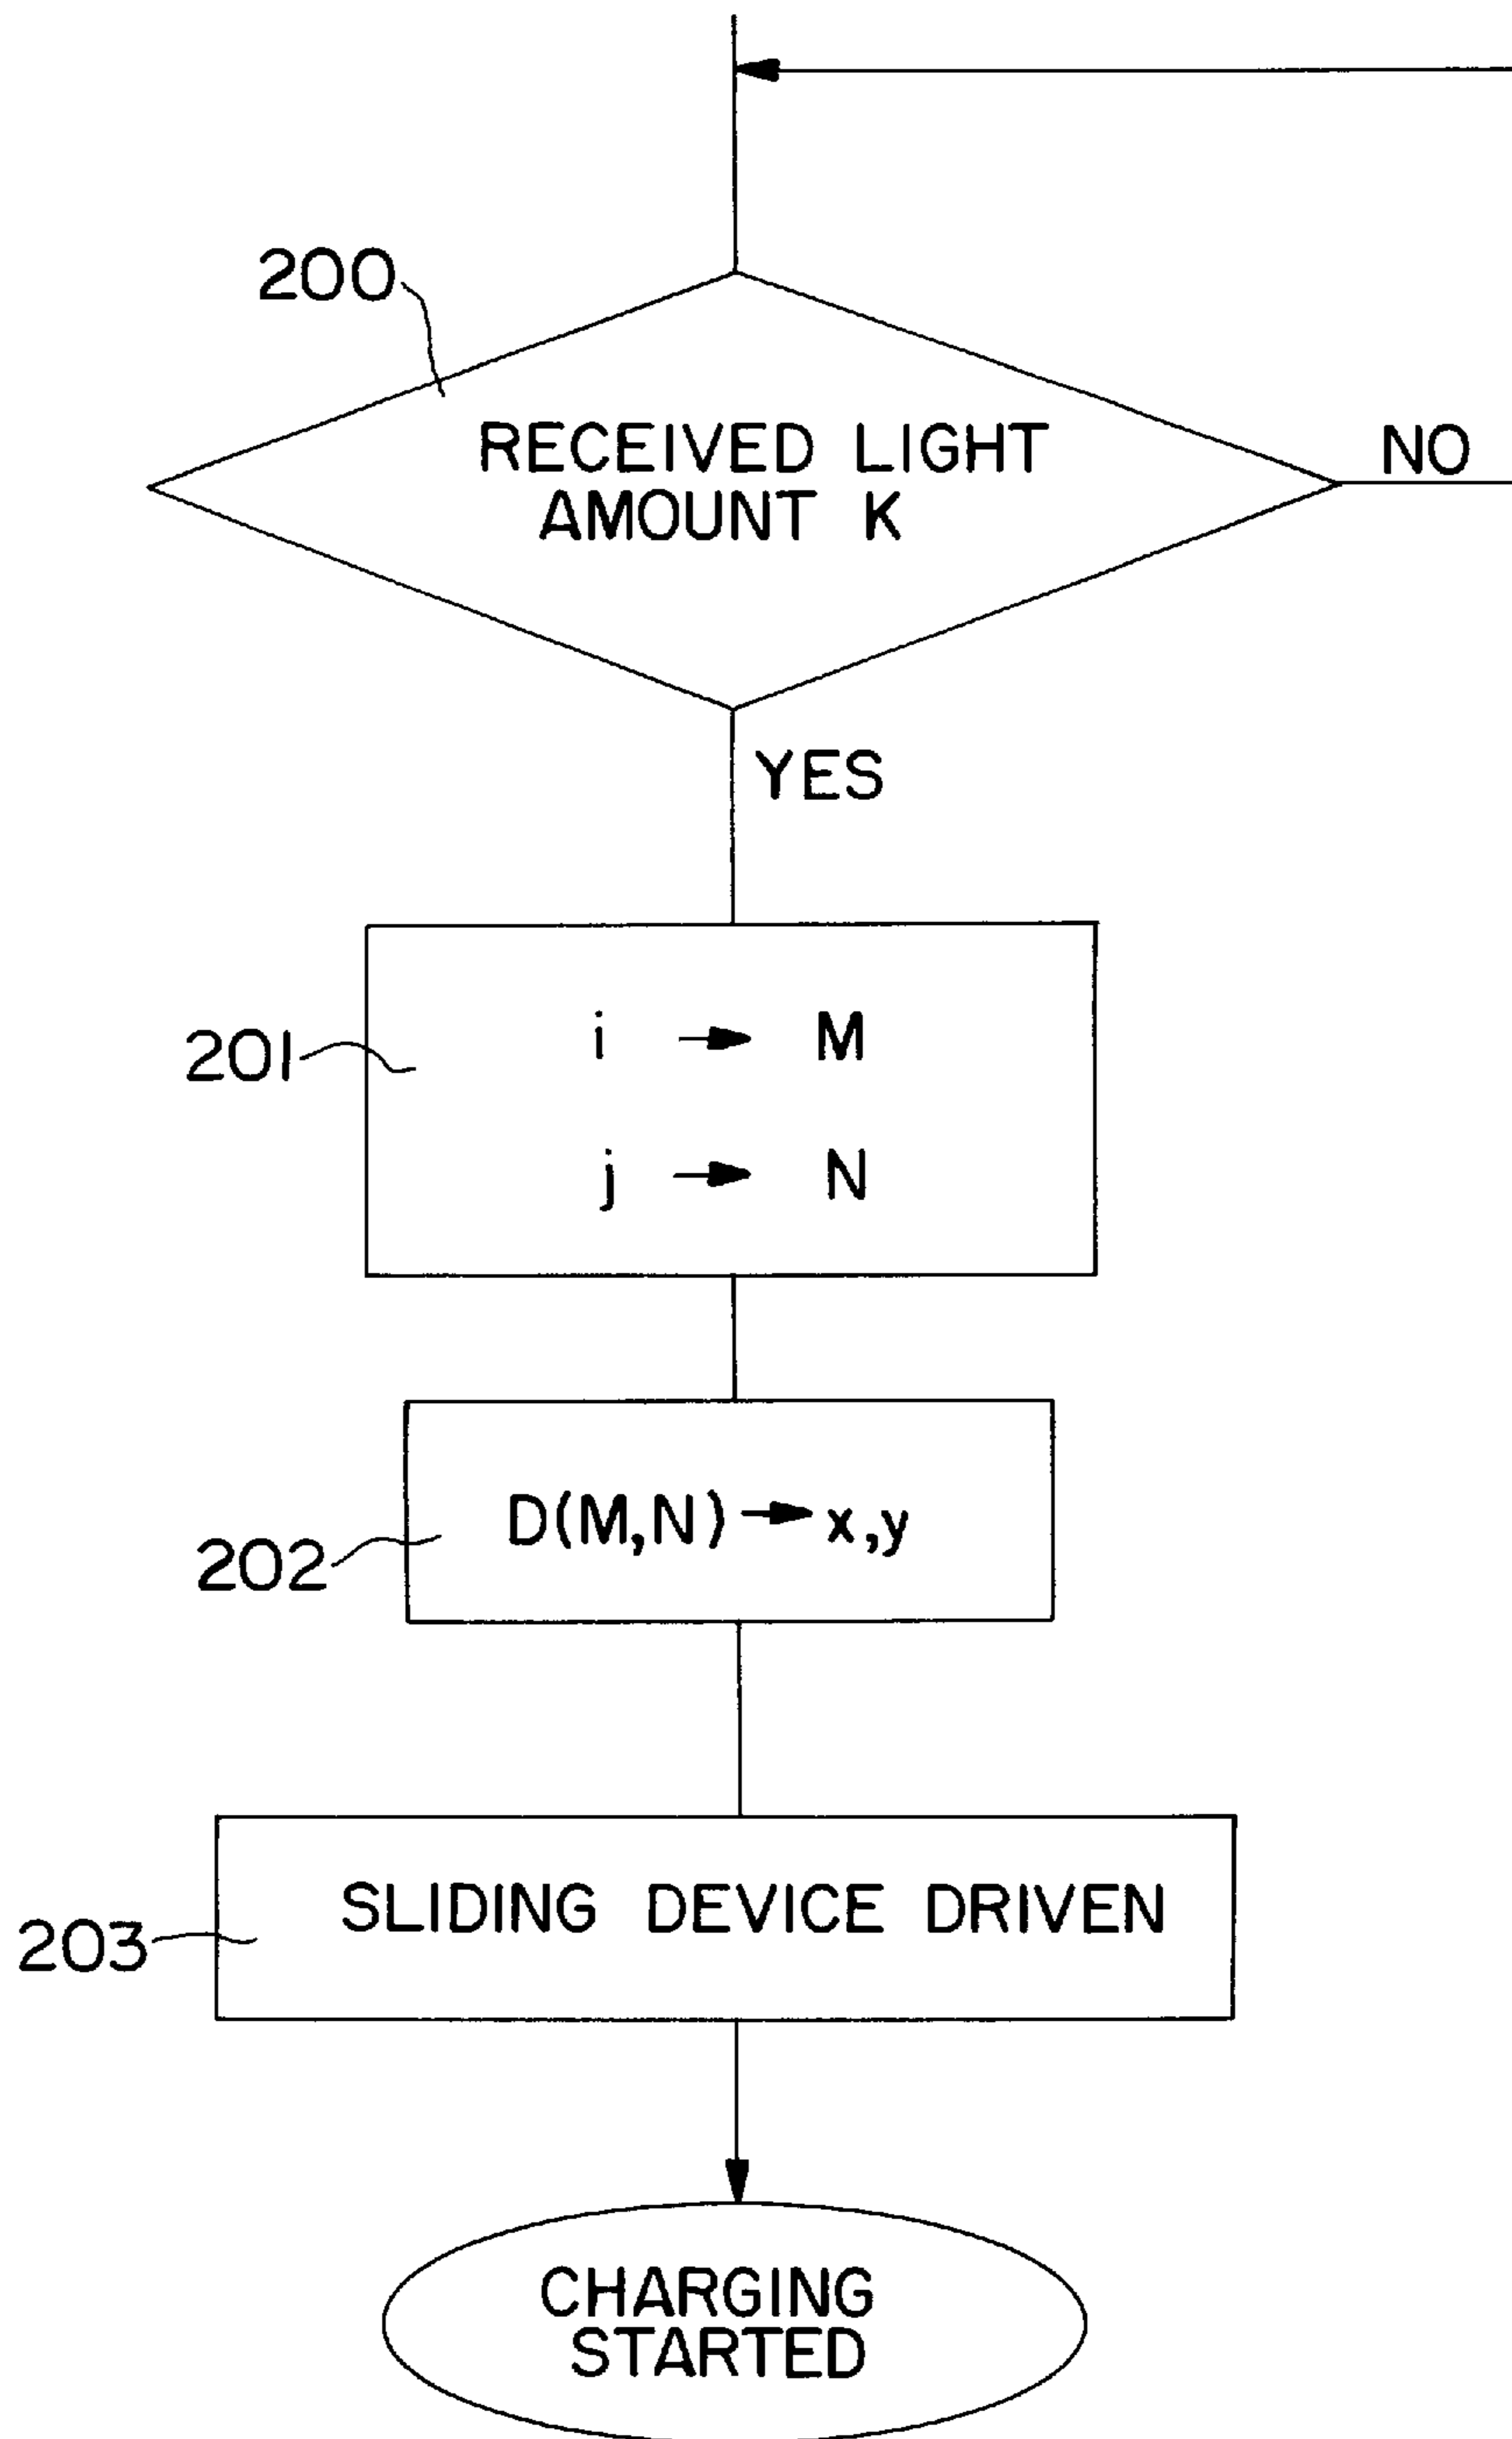 200
RECEIVED LIGHT
AMOUNT K
NO
YES
201
i → M
j → N
202
D(M,N) → x,y
203
SLIDING DEVICE DRIVEN
CHARGING
STARTED